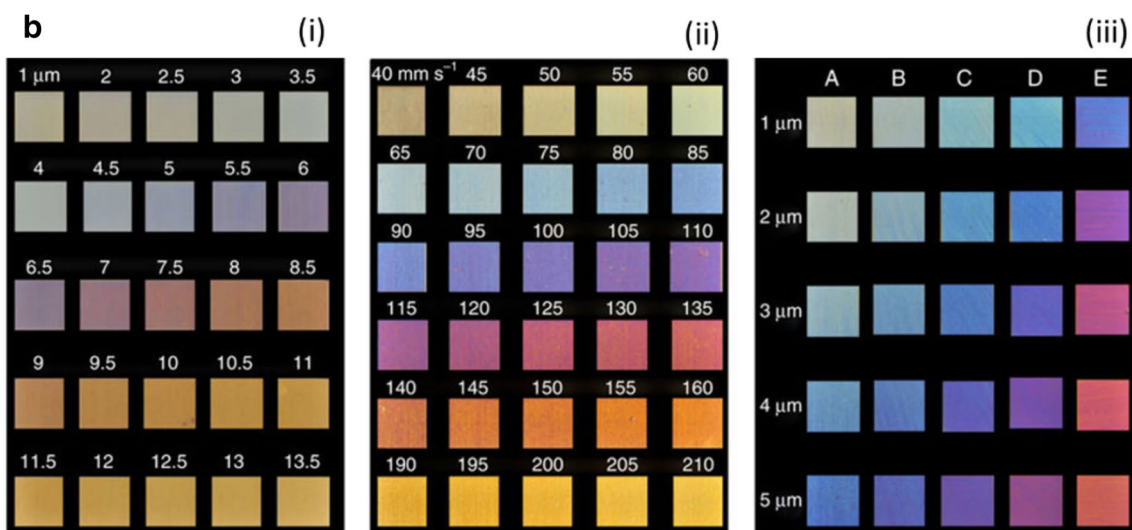 b
(i)
1 μm 2 2.5 3 3.5
4 4.5 5 5.5 6
6.5 7 7.5 8 8.5
9 9.5 10 10.5 11
11.5 12 12.5 13 13.5
(ii)
40 mm s⁻¹ 45 50 55 60
65 70 75 80 85
90 95 100 105 110
115 120 125 130 135
140 145 150 155 160
190 195 200 205 210
(iii)
A B C D E
1 μm
2 μm
3 μm
4 μm
5 μm